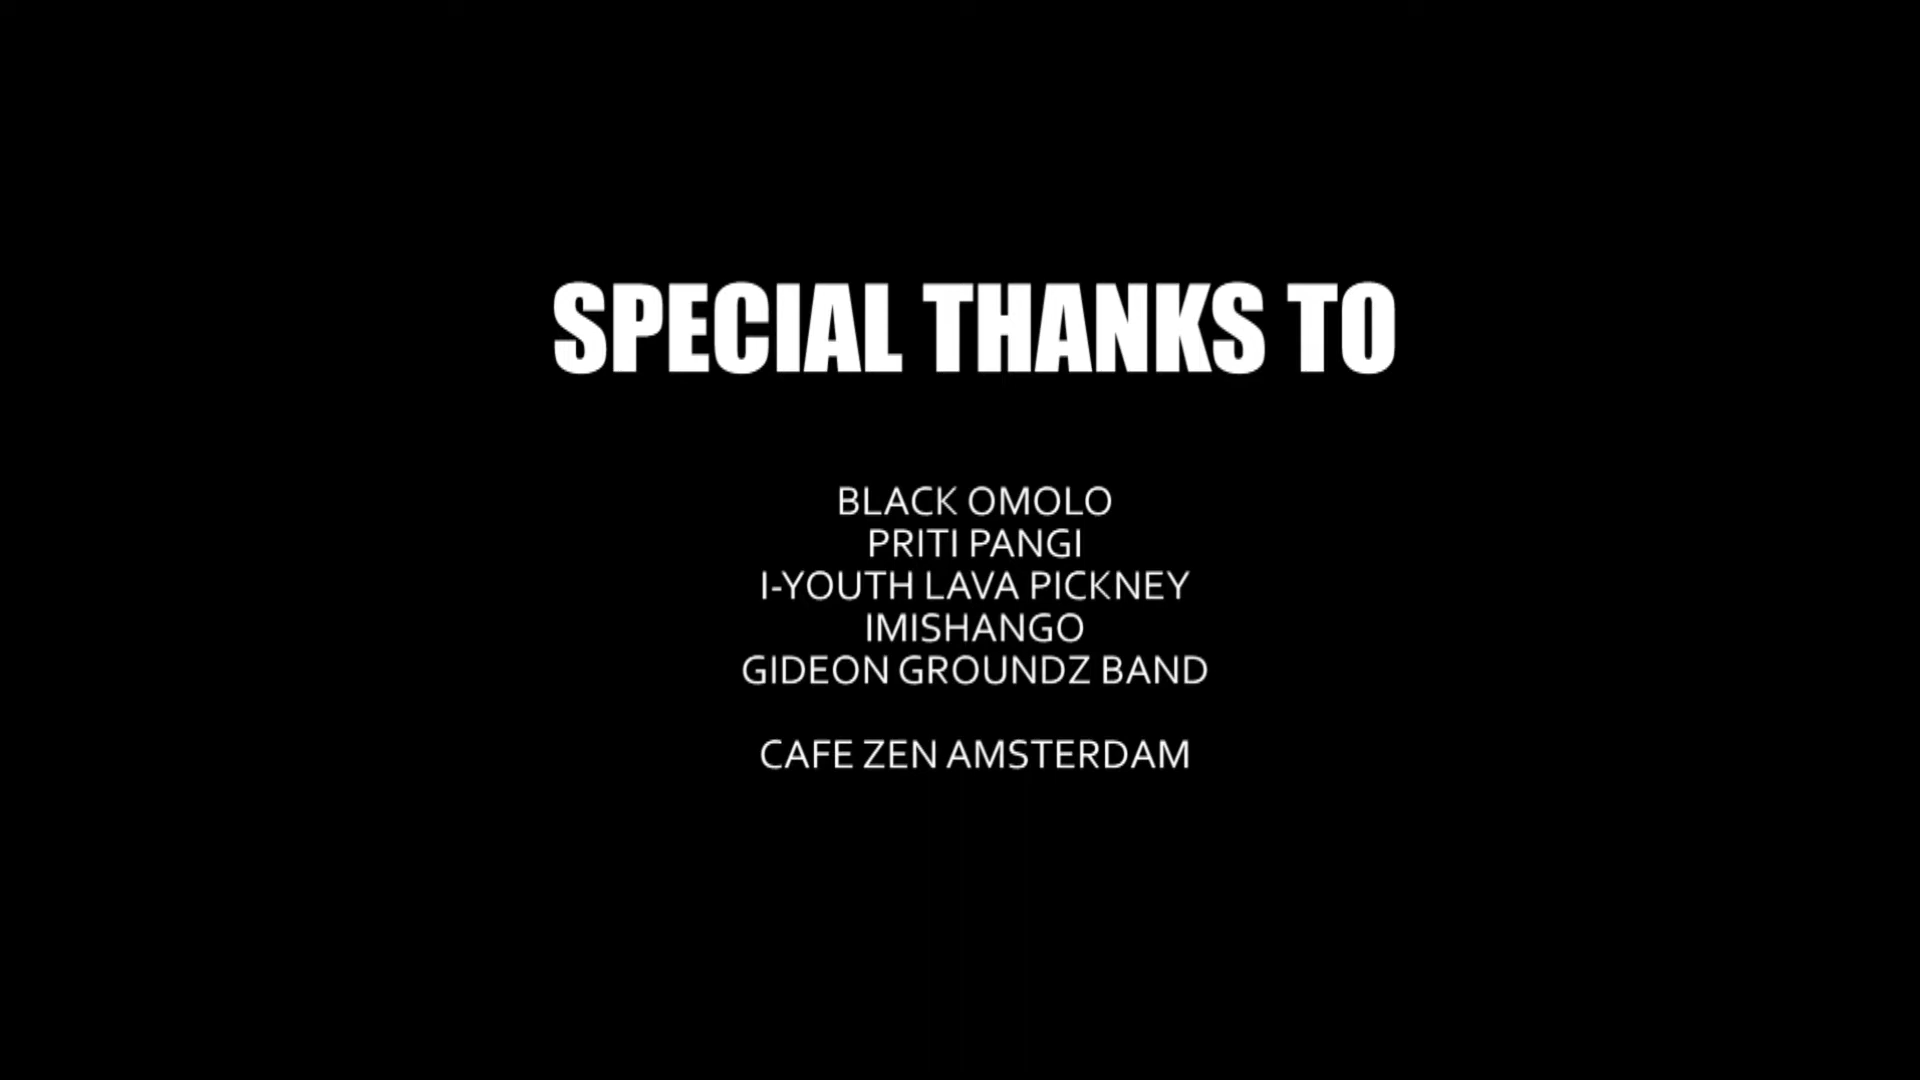 SPECIAL THANKS TO
BLACK OMOLO
PRITI PANGI
I-YOUTH LAVA PICKNEY
IMISHANGO
GIDEON GROUNDZ BAND
CAFE ZEN AMSTERDAM